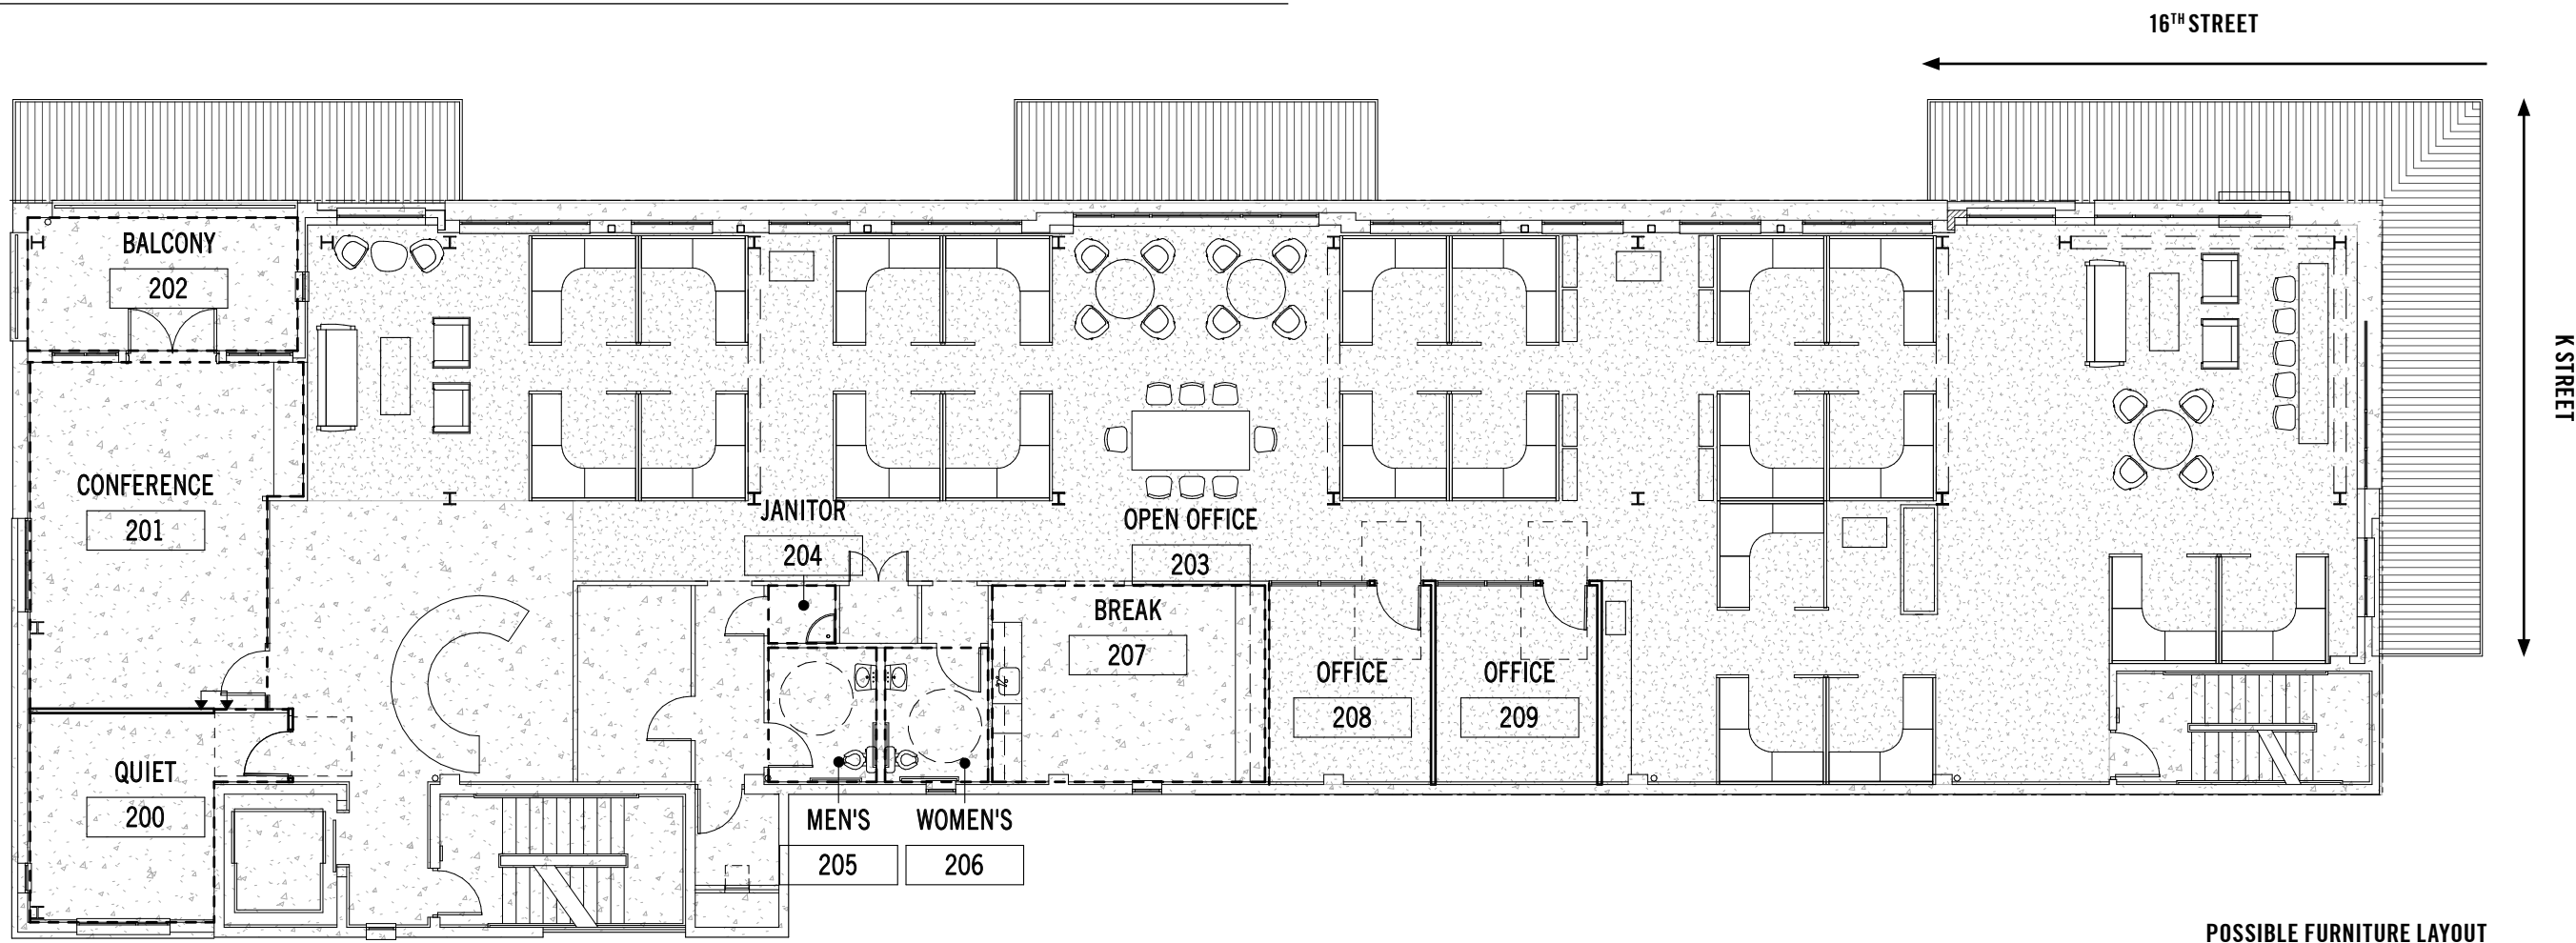 16TH STREET
K STREET
BALCONY
202
CONFERENCE
201
JANITOR
204
OPEN OFFICE
203
BREAK
207
OFFICE
208
OFFICE
209
QUIET
200
MEN'S
205
WOMEN'S
206
POSSIBLE FURNITURE LAYOUT